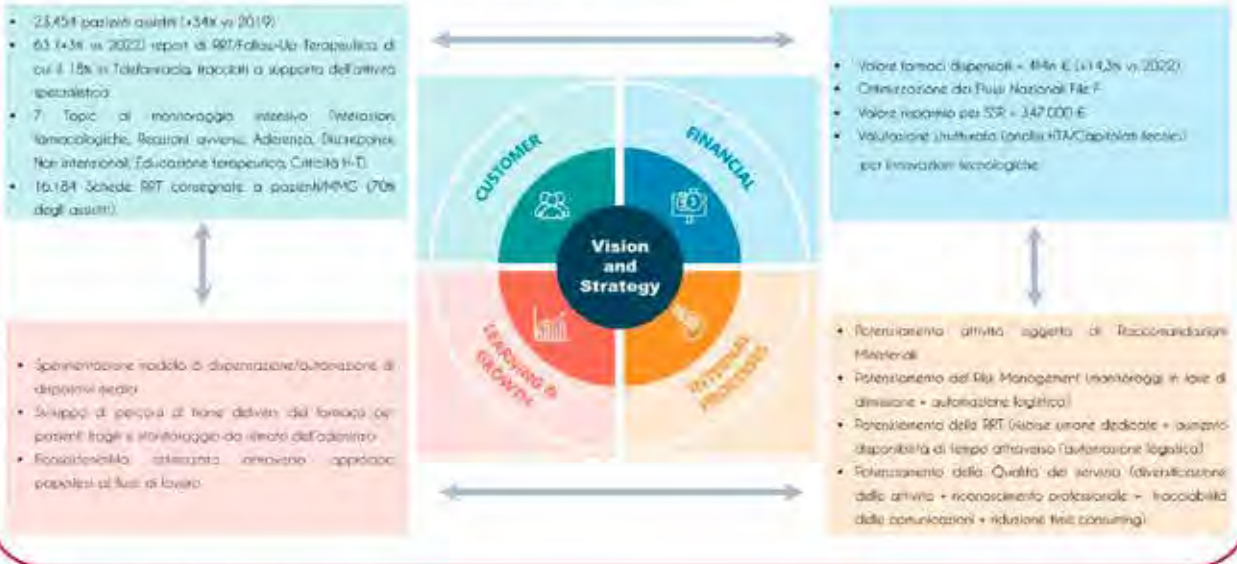 • 23.454 pazienti assistiti (+34% vs 2019)
• 63 (+3% vs 2022) report di RRT/Follow-Up Terapeutico di
cui il 18% in Telefarmacia, tracciati a supporto dell'attività
specialistica
• 7 Topic di monitoraggio intensivo (Interazioni
farmacologiche, Reazioni avverse, Aderenza, Discrepanze
Non intenzionali, Educazione terapeutica, Criticità H-T)
• 16.184 Schede RRT consegnate a pazienti/MMG (70%
degli assistiti)
• Valore farmaci dispensati = € (+14,3% vs 2022)
• Ottimizzazione dei Flussi Nazionali File F
• Valore risparmio per SSR = 347.000 €
• Valutazione strutturata (analisi HTA/Capitolati tecnici)
per innovazioni tecnologiche
CUSTOMER
FINANCIAL
Vision
and
Strategy
LEARNING &
GROWTH
INTERNAL
PROCESSES
• Sperimentazione modello di dispensazione/automazione di
dispositivi medici
• Sviluppo di percorsi di home delivery del farmaco per
pazienti fragili e monitoraggio da remoto dell'aderenza
• Ecosostenibilità attraverso approccio
paperless ai flussi di lavoro
• Potenziamento attività oggetto di Raccomandazioni
Ministeriali
• Potenziamento del Risk Management (monitoraggi in fase di
dimissione + automazione logistica)
• Potenziamento della RRT (risorse umane dedicate + aumento
disponibilità di tempo attraverso l'automazione logistica)
• Potenziamento della Qualità del servizio (diversificazione
delle attività + riconoscimento professionale + tracciabilità
delle comunicazioni + riduzione time consuming)